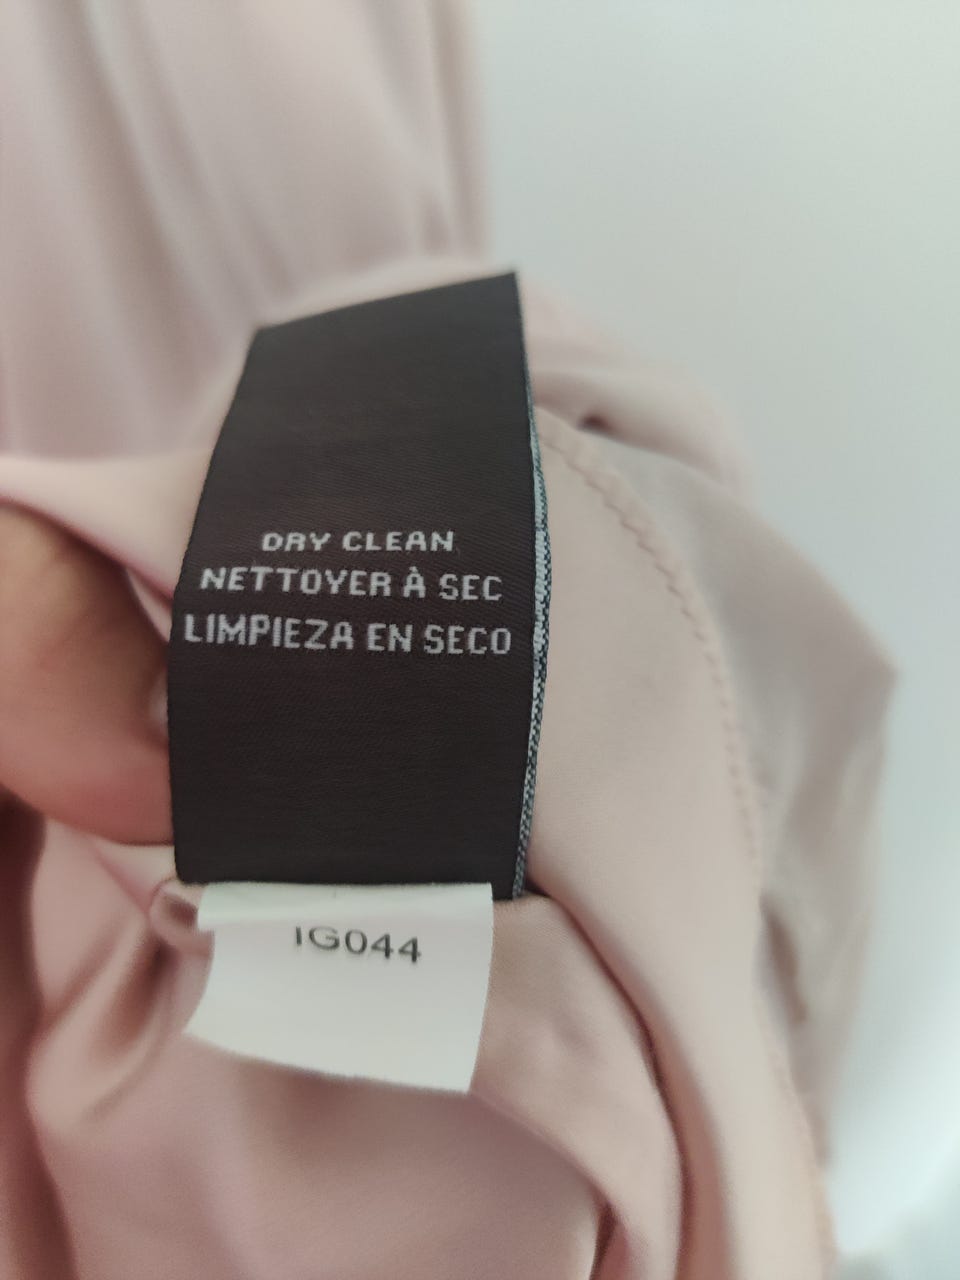 DRY CLEAN
NETTOYER À SEC
LIMPIEZA EN SECO
IG044